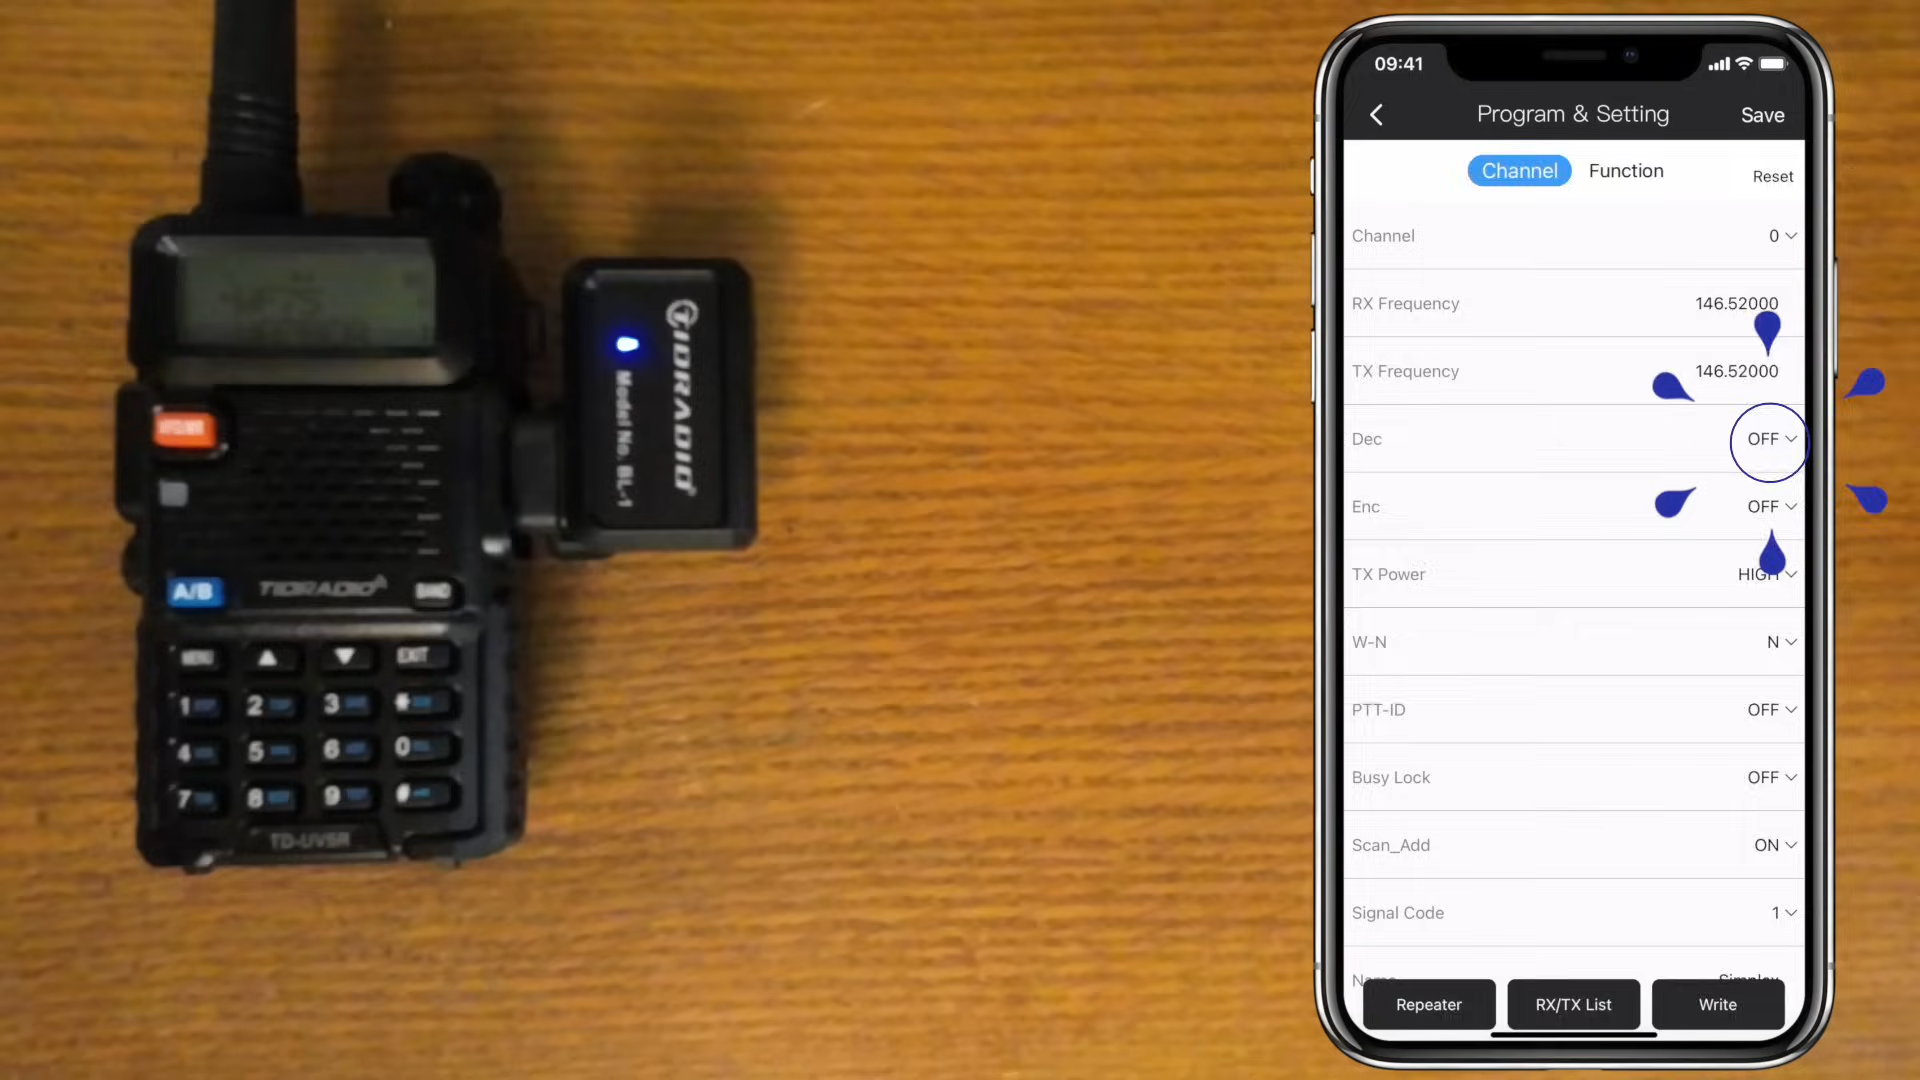 TIDRADIO
Model No. BL-1
A/B
TIDRADIO
BAND
MENU
EXIT
1
2
3
*
4
5
6
0
7
8
9
#
TD-UV5R
09:41
Program & Setting
Save
Channel
Function
Reset
Channel
0
RX Frequency
146.52000
TX Frequency
146.52000
Dec
OFF
Enc
OFF
TX Power
HIGH
W-N
N
PTT-ID
OFF
Busy Lock
OFF
Scan_Add
ON
Signal Code
1
Name
Simplex
Repeater
RX/TX List
Write